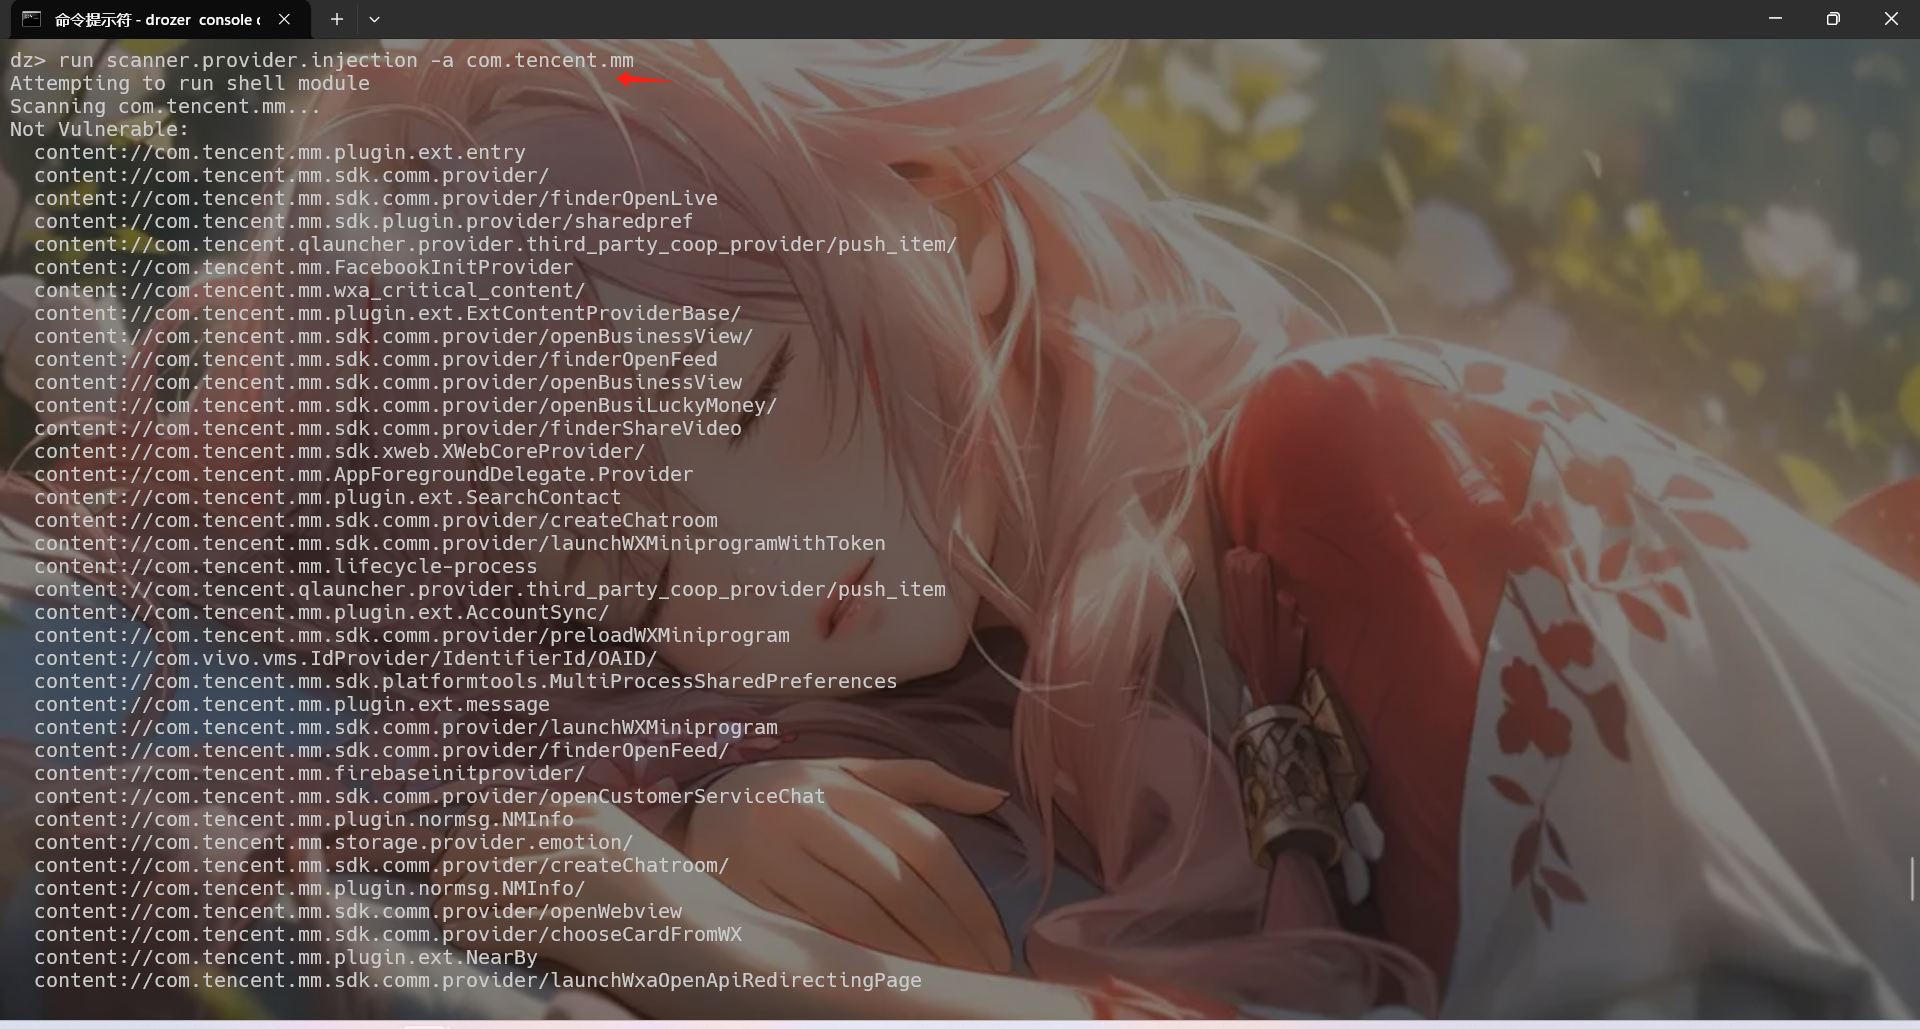 命令提示符 - drozer console c
dz> run scanner.provider.injection -a com.tencent.mm
Attempting to run shell module
Scanning com.tencent.mm...
Not Vulnerable:
content://com.tencent.mm.plugin.ext.entry
content://com.tencent.mm.sdk.comm.provider/
content://com.tencent.mm.sdk.comm.provider/finderOpenLive
content://com.tencent.mm.sdk.plugin.provider/sharedpref
content://com.tencent.qlauncher.provider.third_party_coop_provider/push_item/
content://com.tencent.mm.FacebookInitProvider
content://com.tencent.mm.wxa_critical_content/
content://com.tencent.mm.plugin.ext.ExtContentProviderBase/
content://com.tencent.mm.sdk.comm.provider/openBusinessView/
content://com.tencent.mm.sdk.comm.provider/finderOpenFeed
content://com.tencent.mm.sdk.comm.provider/openBusinessView
content://com.tencent.mm.sdk.comm.provider/openBusiLuckyMoney/
content://com.tencent.mm.sdk.comm.provider/finderShareVideo
content://com.tencent.mm.sdk.xweb.XWebCoreProvider/
content://com.tencent.mm.AppForegroundDelegate.Provider
content://com.tencent.mm.plugin.ext.SearchContact
content://com.tencent.mm.sdk.comm.provider/createChatroom
content://com.tencent.mm.sdk.comm.provider/launchWXMiniprogramWithToken
content://com.tencent.mm.lifecycle-process
content://com.tencent.qlauncher.provider.third_party_coop_provider/push_item
content://com.tencent.mm.plugin.ext.AccountSync/
content://com.tencent.mm.sdk.comm.provider/preloadWXMiniprogram
content://com.vivo.vms.IdProvider/IdentifierId/OAID/
content://com.tencent.mm.sdk.platformtools.MultiProcessSharedPreferences
content://com.tencent.mm.plugin.ext.message
content://com.tencent.mm.sdk.comm.provider/launchWXMiniprogram
content://com.tencent.mm.sdk.comm.provider/finderOpenFeed/
content://com.tencent.mm.firebaseinitprovider/
content://com.tencent.mm.sdk.comm.provider/openCustomerServiceChat
content://com.tencent.mm.plugin.normsg.NMInfo
content://com.tencent.mm.storage.provider.emotion/
content://com.tencent.mm.sdk.comm.provider/createChatroom/
content://com.tencent.mm.plugin.normsg.NMInfo/
content://com.tencent.mm.sdk.comm.provider/openWebview
content://com.tencent.mm.sdk.comm.provider/chooseCardFromWX
content://com.tencent.mm.plugin.ext.NearBy
content://com.tencent.mm.sdk.comm.provider/launchWxaOpenApiRedirectingPage